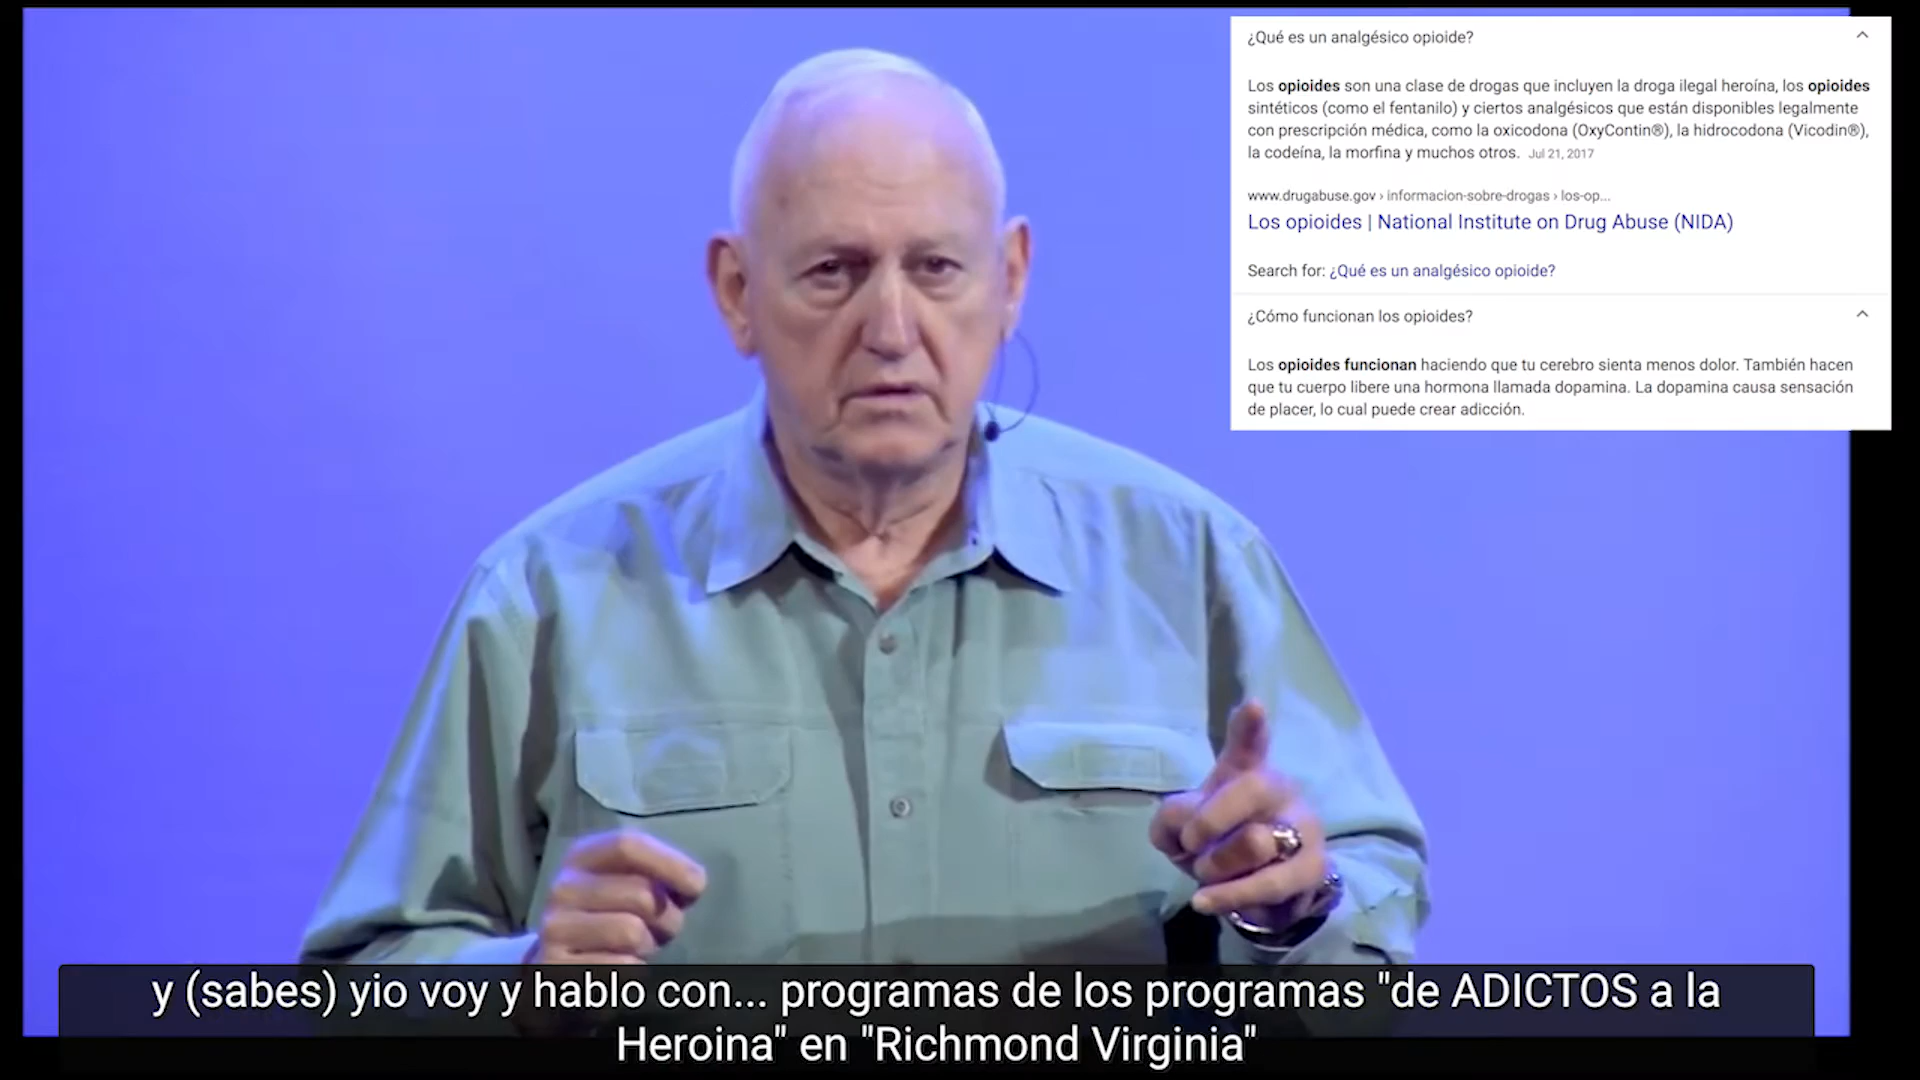 ¿Qué es un analgésico opioide?
Los opioides son una clase de drogas que incluyen la droga ilegal heroína, los opioides
sintéticos (como el fentanilo) y ciertos analgésicos que están disponibles legalmente
con prescripción médica, como la oxicodona (OxyContin®), la hidrocodona (Vicodin®),
la codeína, la morfina y muchos otros. Jul 21, 2017
www.drugabuse.gov › informacion-sobre-drogas › los-op...
Los opioides | National Institute on Drug Abuse (NIDA)
Search for: ¿Qué es un analgésico opioide?
¿Cómo funcionan los opioides?
Los opioides funcionan haciendo que tu cerebro sienta menos dolor. También hacen
que tu cuerpo libere una hormona llamada dopamina. La dopamina causa sensación
de placer, lo cual puede crear adicción.
y (sabes) yio voy y hablo con... programas de los programas "de ADICTOS a la
Heroina" en "Richmond Virginia"